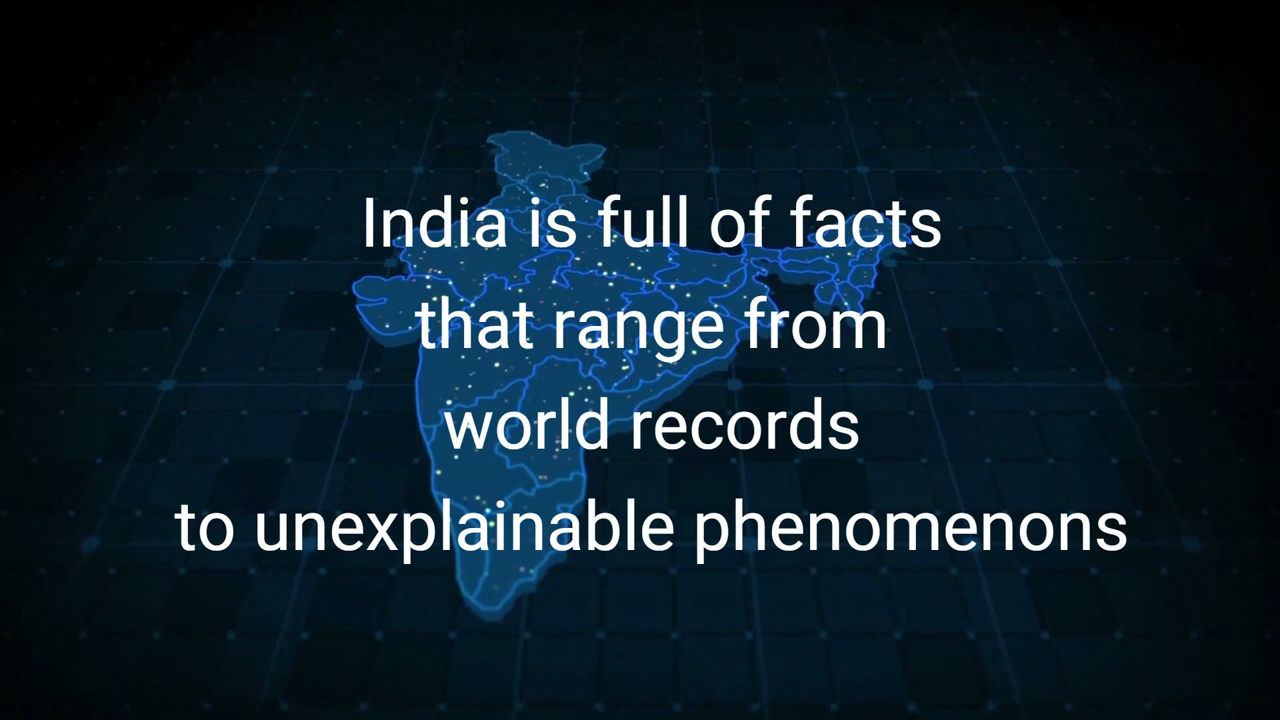 India is full of facts
that range from
world records
to unexplainable phenomenons